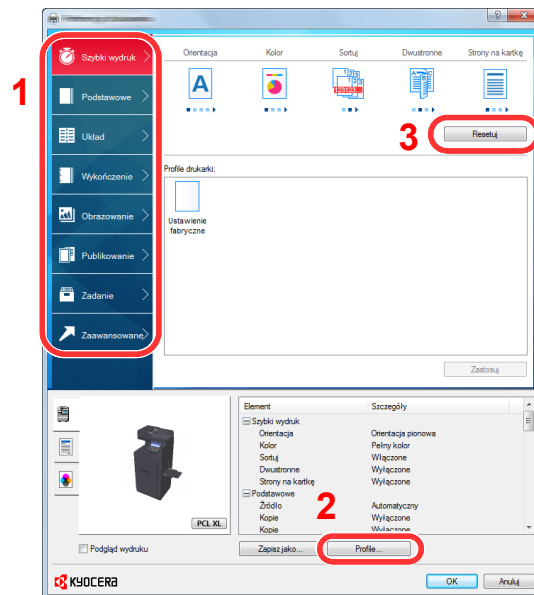 ?
Szybki wydruk
Podstawowe
Układ
Wykończenie
Obrazowanie
Publikowanie
Zadanie
Zaawansowane
1
Orientacja Kolor Sortuj Dwustronne Strony na kartkę
A
123
123123
A B C
3
Resetuj
Profile drukarki:
Ustawienie
fabryczne
Zastosuj
Element Szczegóły
Szybki wydruk
Orientacja Orientacja pionowa
Kolor Pełny kolor
Sortuj Włączone
Dwustronne Wyłączone
Strony na kartkę Wyłączone
Podstawowe
Źródło Automatyczny
Kopie Wyłączone
Kopie Wyłączone
2
PCL XL
Podgląd wydruku
Zapisz jako...
Profile...
KYOCERA
OK
Anuluj